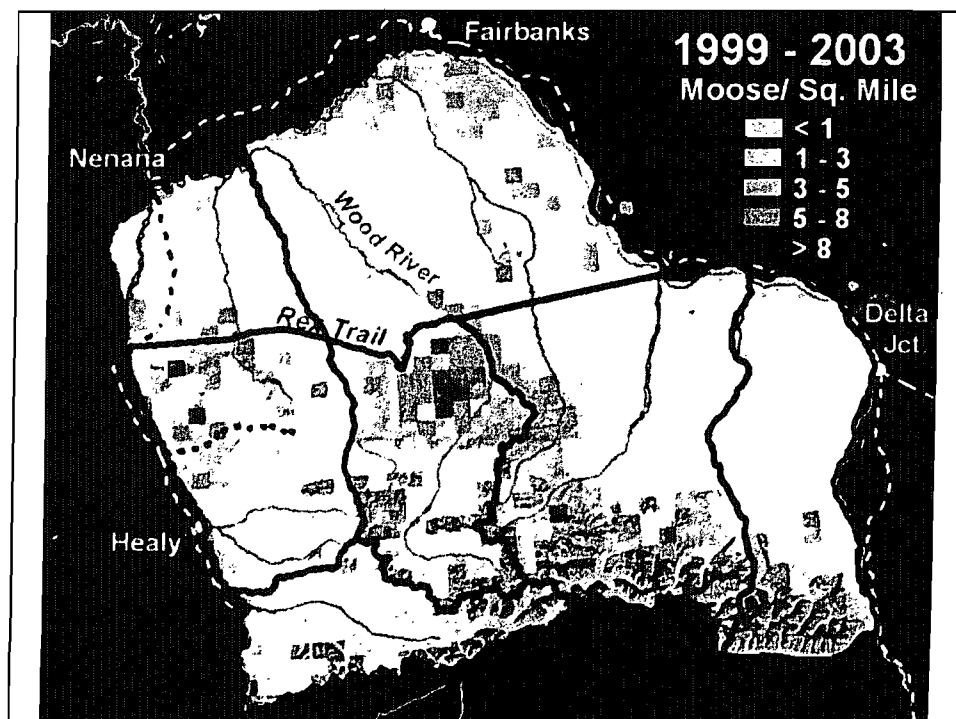 Fairbanks
1999 - 2003
Moose/ Sq. Mile
< 1
1 - 3
3 - 5
5 - 8
> 8
Nenana
Wood River
Rex Trail
Delta
Jct
Healy